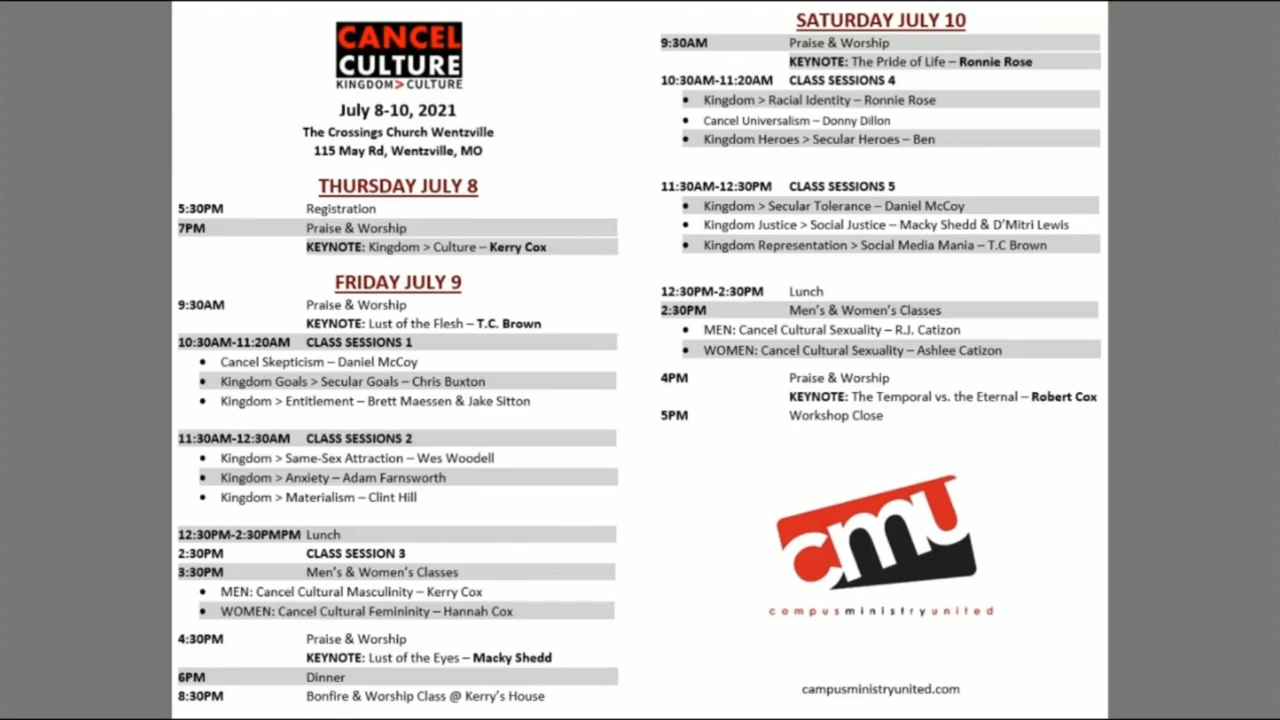 CANCEL
CULTURE
KINGDOM>CULTURE
July 8-10, 2021
The Crossings Church Wentzville
115 May Rd, Wentzville, MO
THURSDAY JULY 8
5:30PM Registration
7PM Praise & Worship
KEYNOTE: Kingdom > Culture – Kerry Cox
FRIDAY JULY 9
9:30AM Praise & Worship
KEYNOTE: Lust of the Flesh – T.C. Brown
10:30AM-11:20AM CLASS SESSIONS 1
• Cancel Skepticism – Daniel McCoy
• Kingdom Goals > Secular Goals – Chris Buxton
• Kingdom > Entitlement – Brett Maessen & Jake Sitton
11:30AM-12:30AM CLASS SESSIONS 2
• Kingdom > Same-Sex Attraction – Wes Woodell
• Kingdom > Anxiety – Adam Farnsworth
• Kingdom > Materialism – Clint Hill
12:30PM-2:30PMPM Lunch
2:30PM CLASS SESSION 3
3:30PM Men's & Women's Classes
• MEN: Cancel Cultural Masculinity – Kerry Cox
• WOMEN: Cancel Cultural Femininity – Hannah Cox
4:30PM Praise & Worship
KEYNOTE: Lust of the Eyes – Macky Shedd
6PM Dinner
8:30PM Bonfire & Worship Class @ Kerry's House
SATURDAY JULY 10
9:30AM Praise & Worship
KEYNOTE: The Pride of Life – Ronnie Rose
10:30AM-11:20AM CLASS SESSIONS 4
• Kingdom > Racial Identity – Ronnie Rose
• Cancel Universalism – Donny Dillon
• Kingdom Heroes > Secular Heroes – Ben
11:30AM-12:30PM CLASS SESSIONS 5
• Kingdom > Secular Tolerance – Daniel McCoy
• Kingdom Justice > Social Justice – Macky Shedd & D'Mitri Lewis
• Kingdom Representation > Social Media Mania – T.C Brown
12:30PM-2:30PM Lunch
2:30PM Men's & Women's Classes
• MEN: Cancel Cultural Sexuality – R.J. Catizon
• WOMEN: Cancel Cultural Sexuality – Ashlee Catizon
4PM Praise & Worship
KEYNOTE: The Temporal vs. the Eternal – Robert Cox
5PM Workshop Close
cmu
campusministryunited
campusministryunited.com